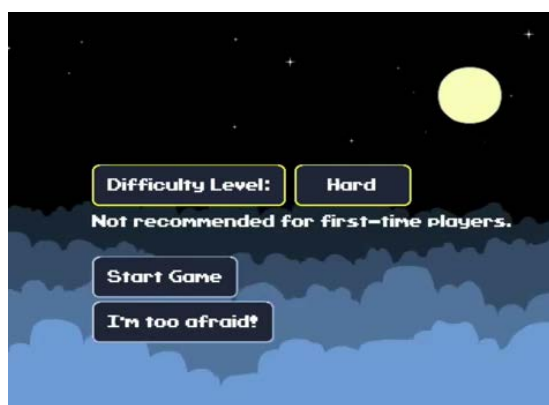 Difficulty Level: Hard
Not recommended for first-time players.
Start Game
I'm too afraid!